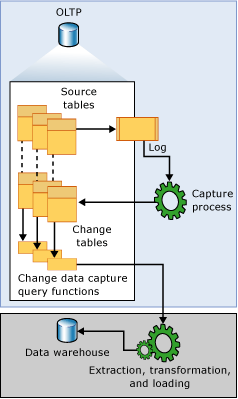 OLTP
Source
tables
Log
Capture
process
Change
tables
Change data capture
query functions
Data warehouse
Extraction, transformation,
and loading